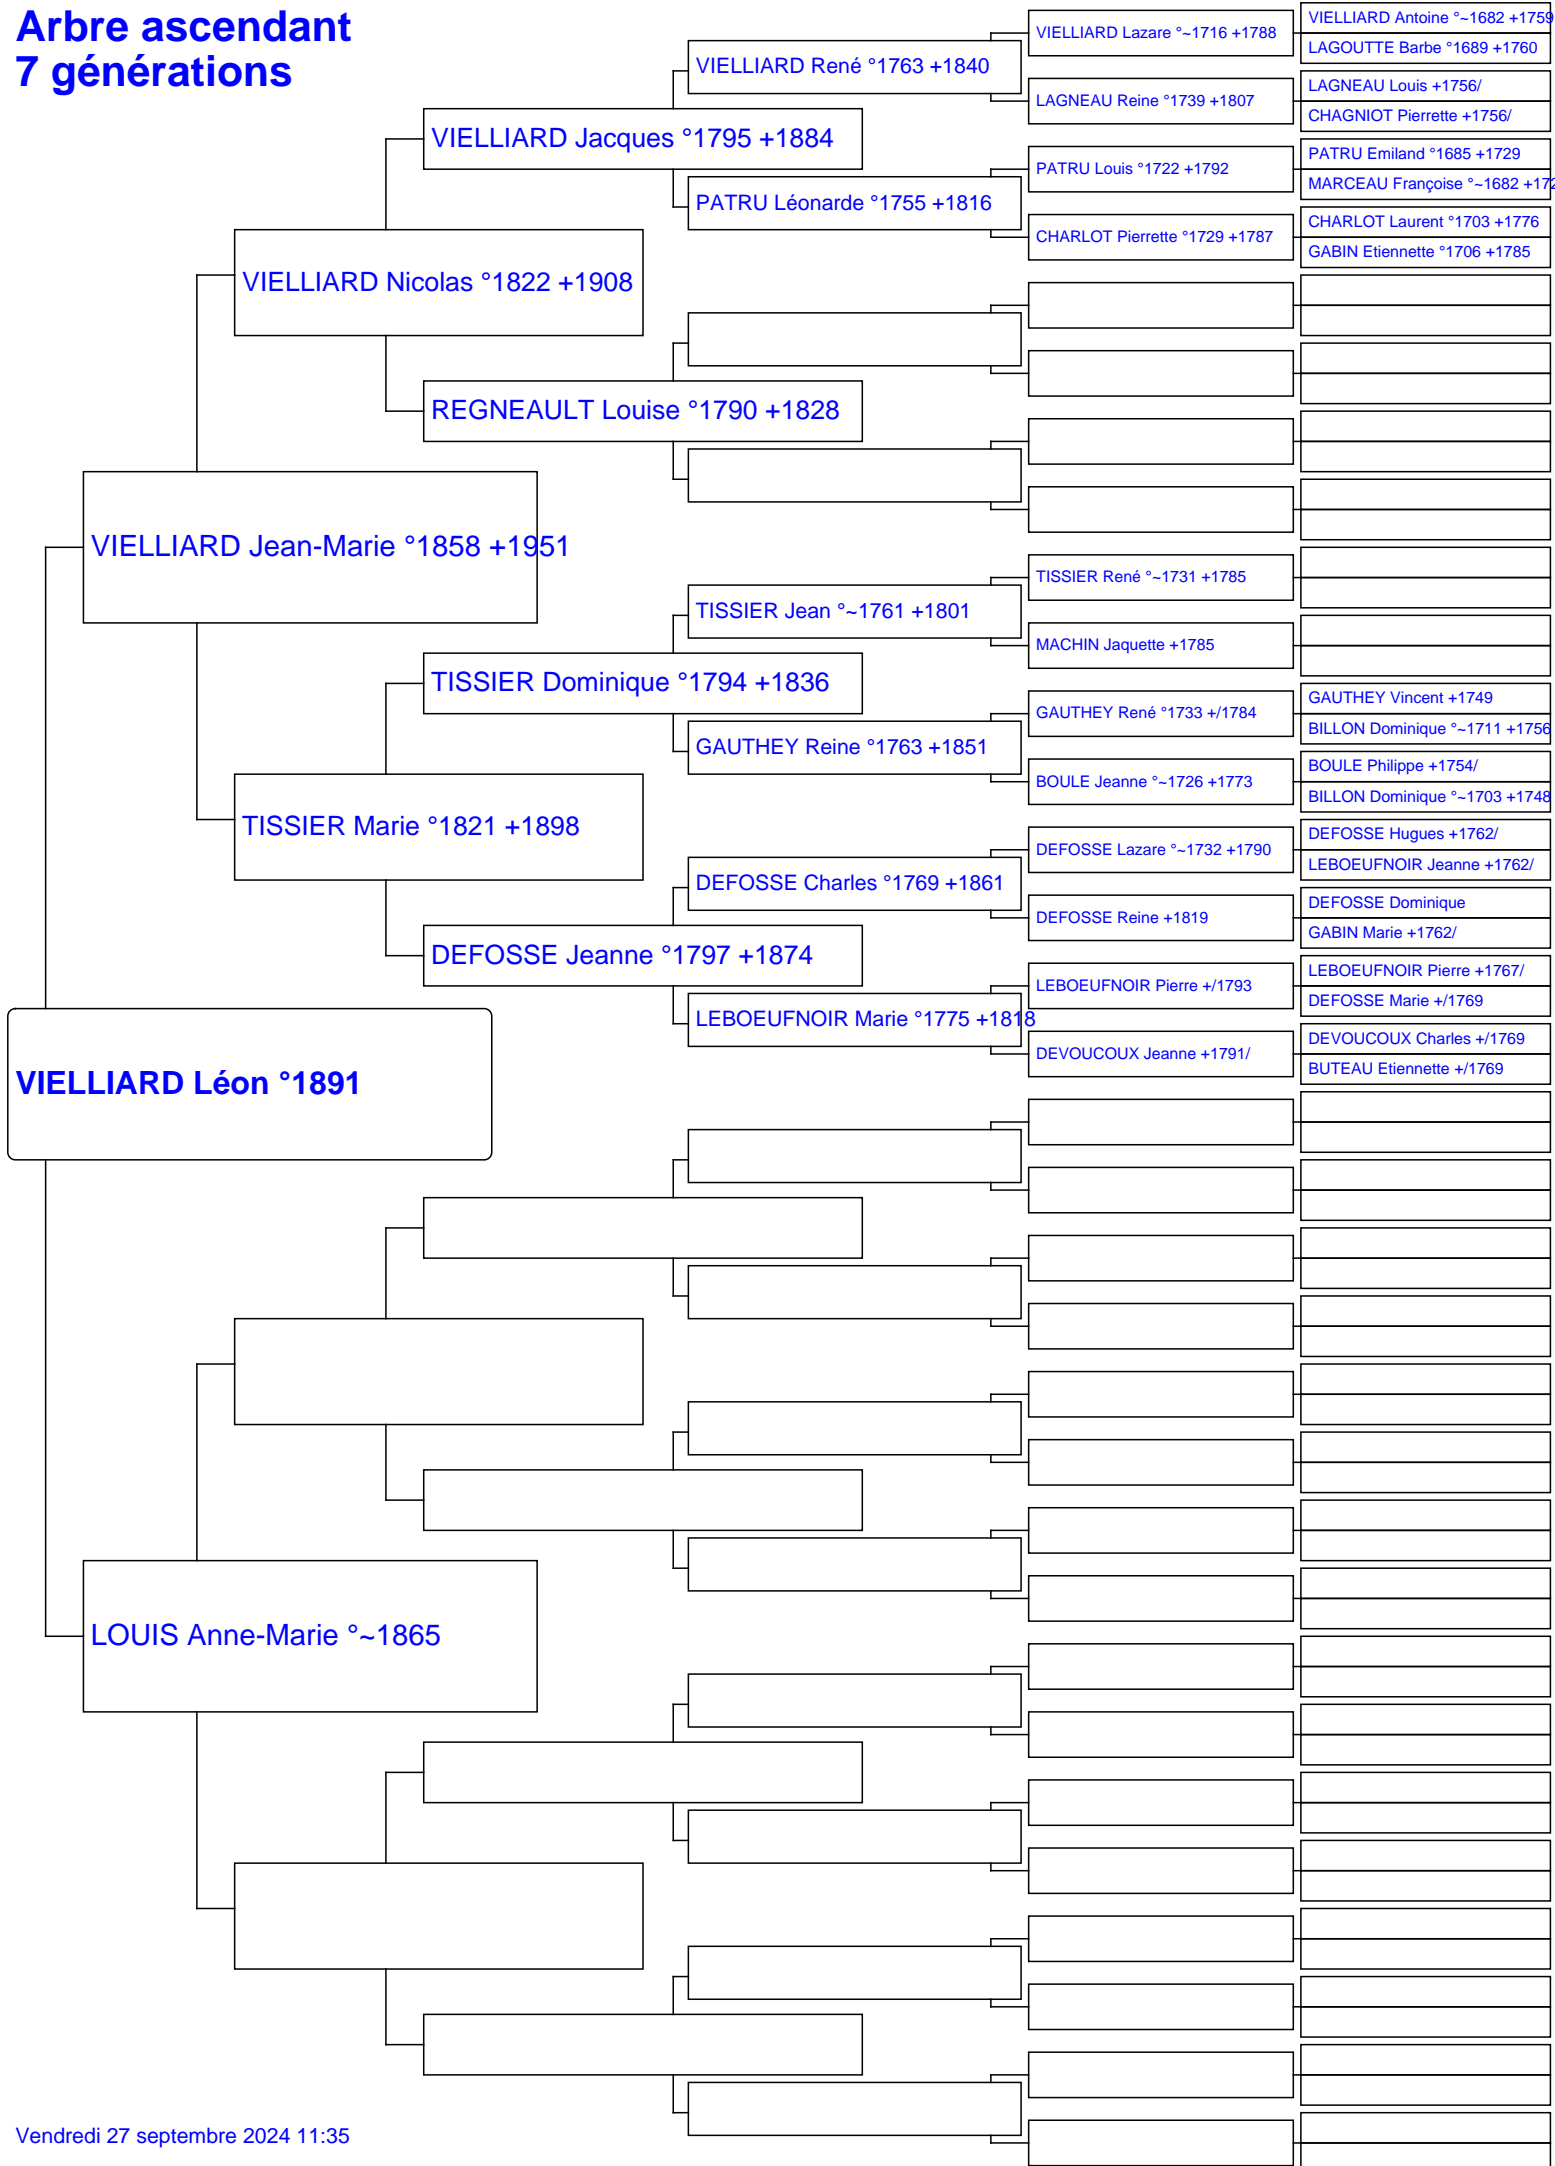 Arbre ascendant
7 générations
VIELLIARD Léon °1891
VIELLIARD Jean-Marie °1858 +1951
LOUIS Anne-Marie °~1865
VIELLIARD Nicolas °1822 +1908
TISSIER Marie °1821 +1898
VIELLIARD Jacques °1795 +1884
REGNEAULT Louise °1790 +1828
TISSIER Dominique °1794 +1836
DEFOSSE Jeanne °1797 +1874
VIELLIARD René °1763 +1840
PATRU Léonarde °1755 +1816
TISSIER Jean °~1761 +1801
GAUTHEY Reine °1763 +1851
DEFOSSE Charles °1769 +1861
LEBOEUFNOIR Marie °1775 +1818
VIELLIARD Lazare °~1716 +1788
LAGNEAU Reine °1739 +1807
PATRU Louis °1722 +1792
CHARLOT Pierrette °1729 +1787
TISSIER René °~1731 +1785
MACHIN Jaquette +1785
GAUTHEY René °1733 +/1784
BOULE Jeanne °~1726 +1773
DEFOSSE Lazare °~1732 +1790
DEFOSSE Reine +1819
LEBOEUFNOIR Pierre +/1793
DEVOUCOUX Jeanne +1791/
VIELLIARD Antoine °~1682 +1759
LAGOUTTE Barbe °1689 +1760
LAGNEAU Louis +1756/
CHAGNIOT Pierrette +1756/
PATRU Emiland °1685 +1729
MARCEAU Françoise °~1682
CHARLOT Laurent °1703 +1776
GABIN Etiennette °1706 +1785
GAUTHEY Vincent +1749
BILLON Dominique °~1711 +1756
BOULE Philippe +1754/
BILLON Dominique °~1703 +1748
DEFOSSE Hugues +1762/
LEBOEUFNOIR Jeanne +1762/
DEFOSSE Dominique
GABIN Marie +1762/
LEBOEUFNOIR Pierre +1767/
DEFOSSE Marie +/1769
DEVOUCOUX Charles +/1769
BUTEAU Etiennette +/1769
Vendredi 27 septembre 2024 11:35